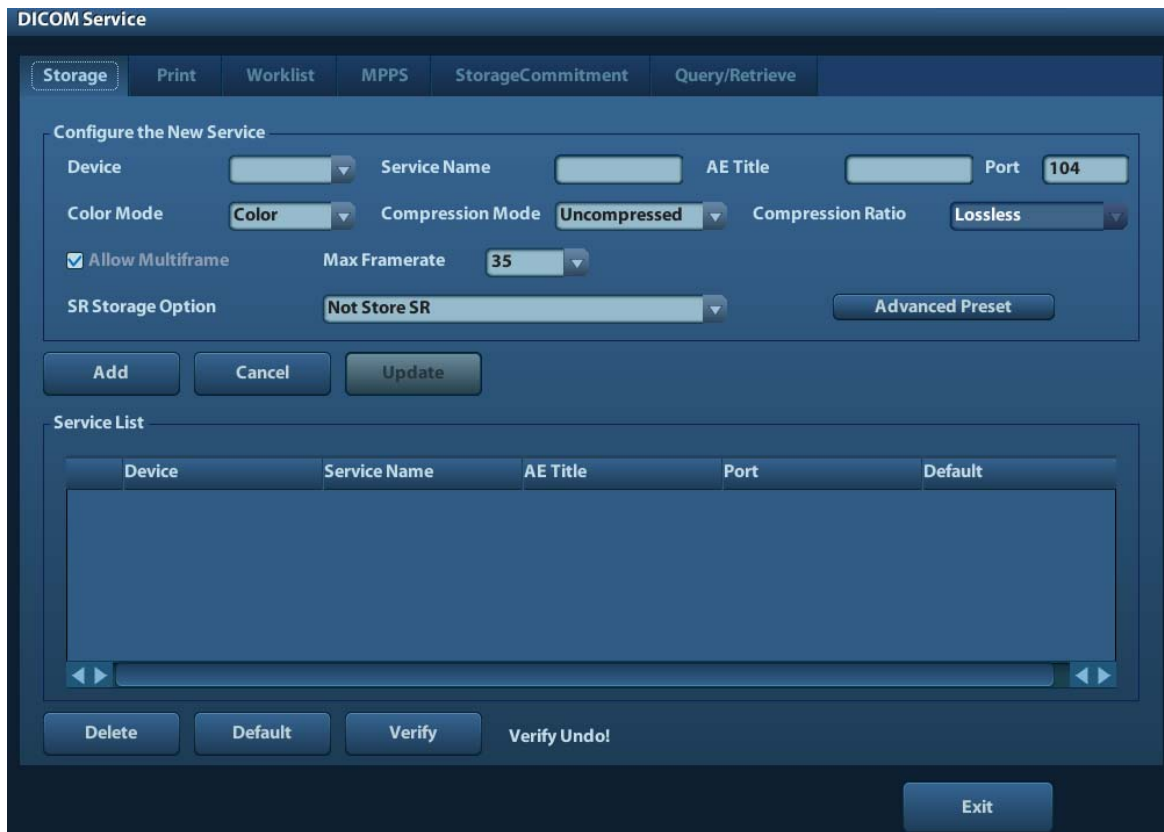 DICOM Service
Storage Print Worklist MPPS StorageCommitment Query/Retrieve
Configure the New Service
Device Service Name AE Title Port 104
Color Mode Color Compression Mode Uncompressed Compression Ratio Lossless
Allow Multiframe Max Framerate 35
SR Storage Option Not Store SR Advanced Preset
Add Cancel Update
Service List
Device Service Name AE Title Port Default
Delete Default Verify Verify Undo!
Exit